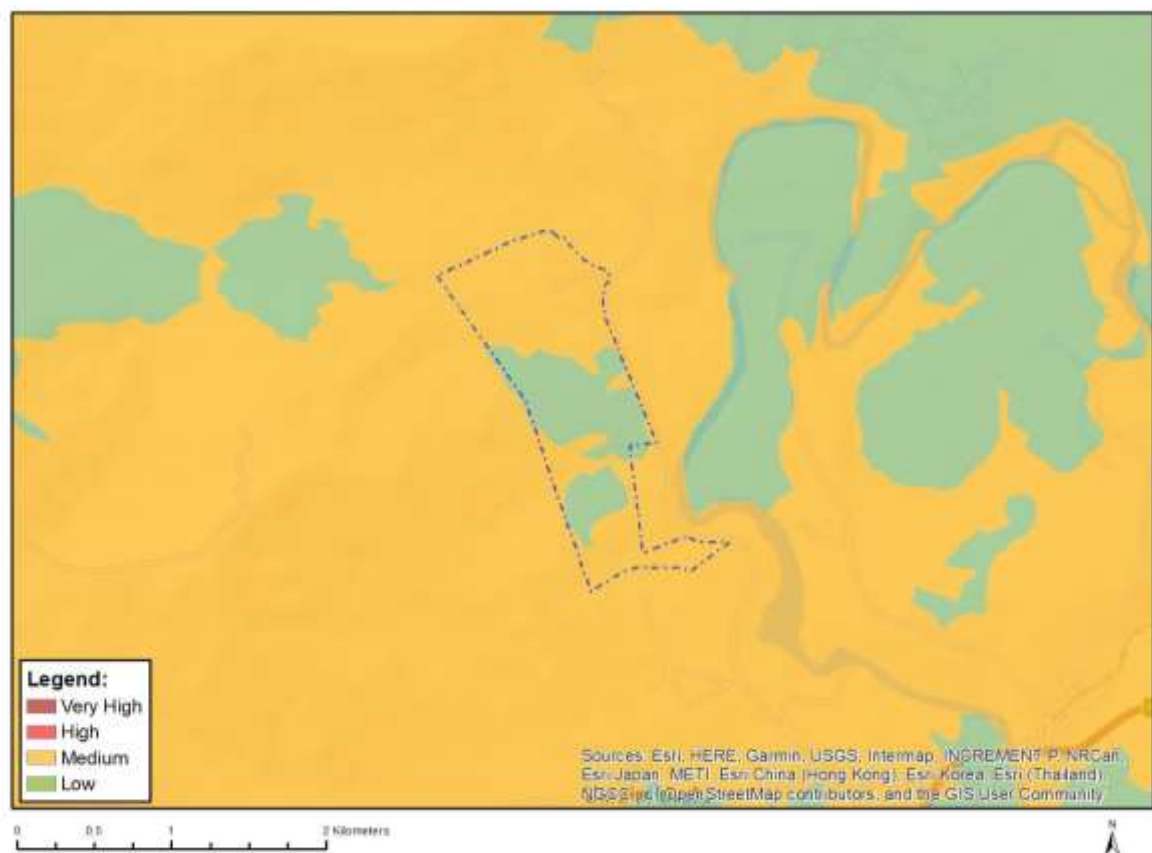 Legend:
Very High
High
Medium
Low
Sources: Esri, HERE, Garmin, USGS, Intermap, INCREMENT P, NRCan,
Esri Japan, METI, Esri China (Hong Kong), Esri Korea, Esri (Thailand),
OpenStreetMap contributors, and the GIS User Community
0 0.5 1 2 Kilometers
N